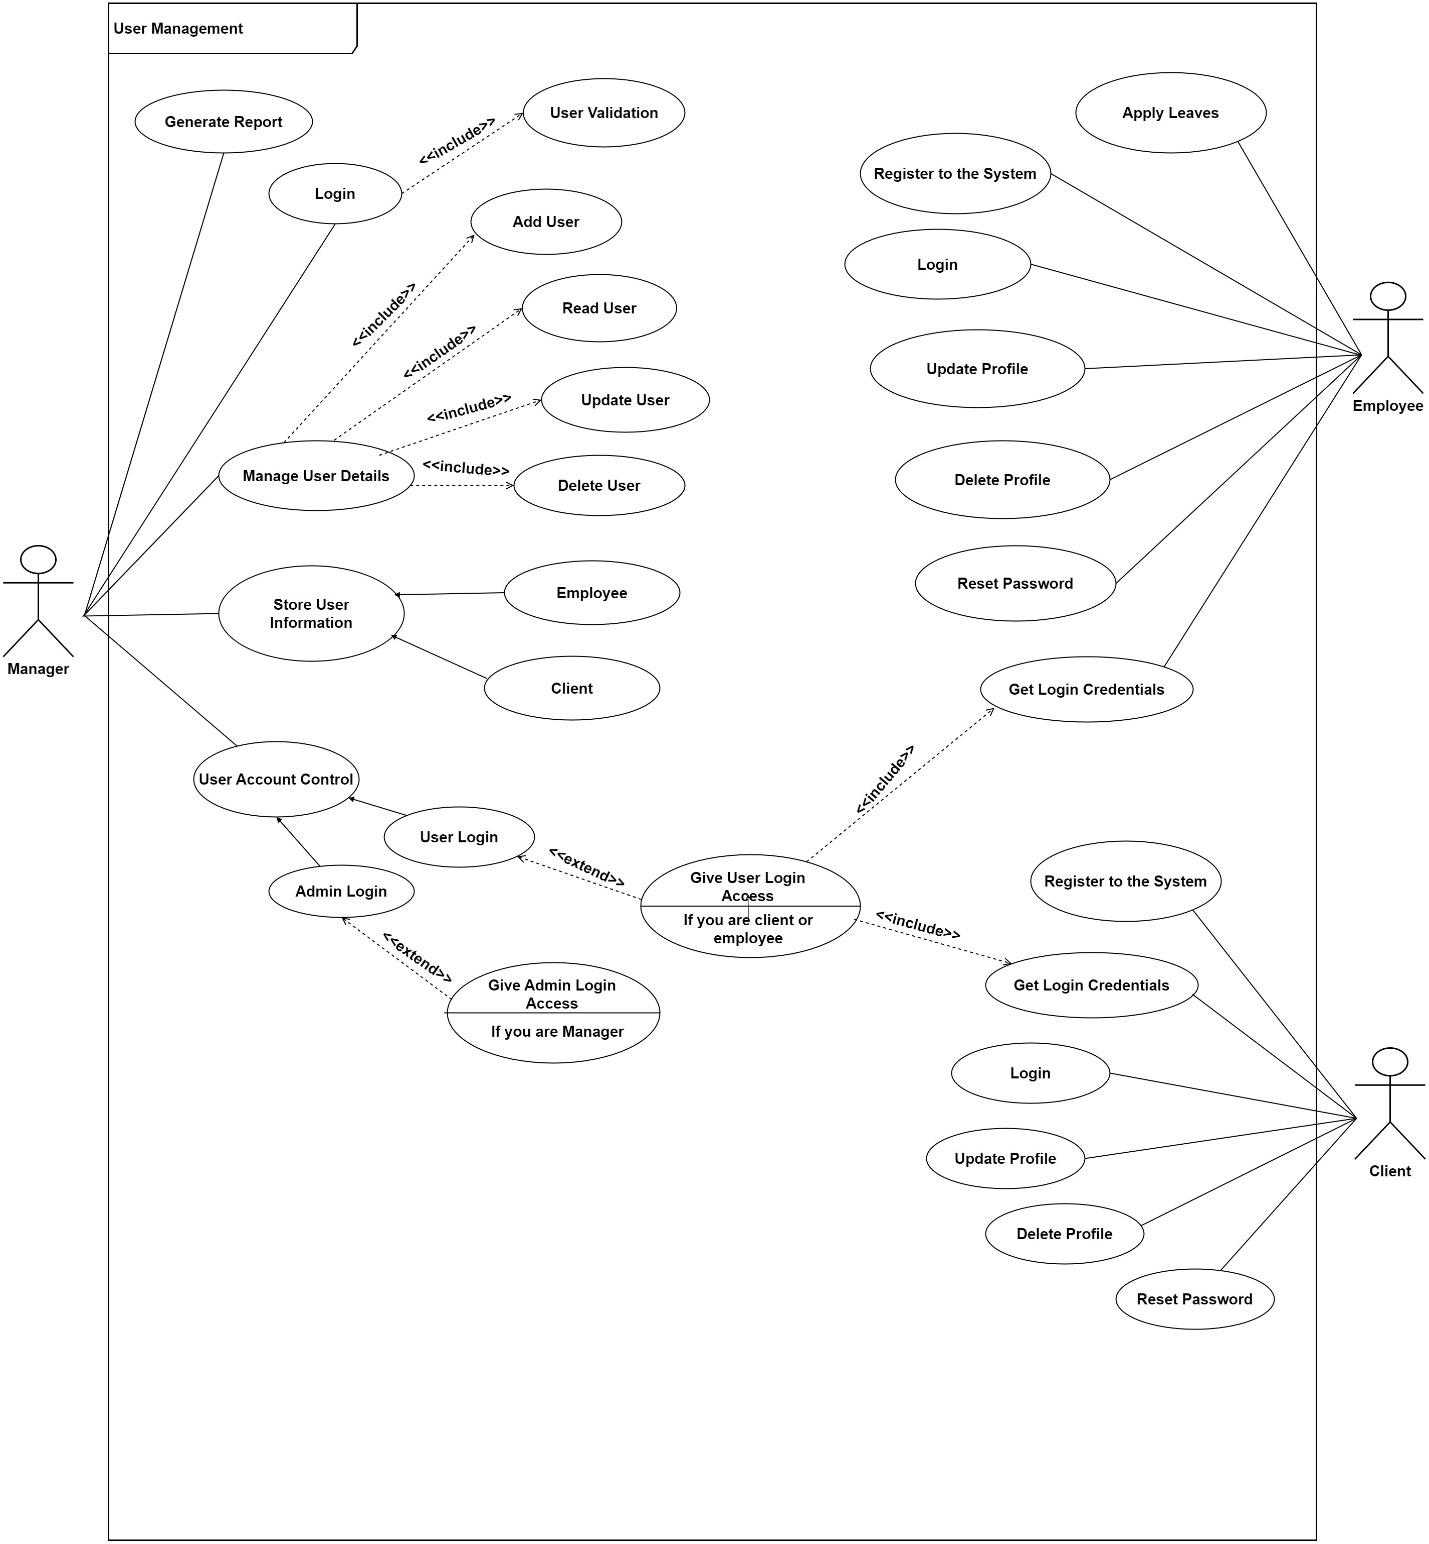 User Management
Generate Report
Login
<<include>>
User Validation
Add User
<<include>>
Read User
<<include>>
Update User
<<include>>
Manage User Details
<<include>>
Delete User
Manager
Store User
Information
Employee
Client
User Account Control
User Login
Admin Login
<<extend>>
<<extend>>
Give User Login
Access
If you are client or
employee
Give Admin Login
Access
If you are Manager
Apply Leaves
Register to the System
Login
Update Profile
Delete Profile
Reset Password
Get Login Credentials
Employee
<<include>>
<<include>>
Register to the System
Get Login Credentials
Login
Update Profile
Delete Profile
Reset Password
Client